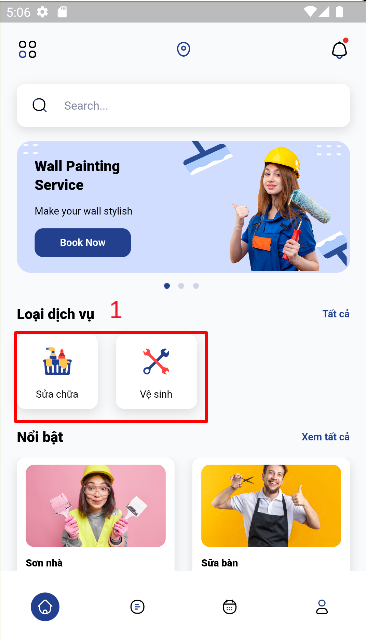 5:06
Search...
Wall Painting
Service
Make your wall stylish
Book Now
Loại dịch vụ 1
Tất cả
Sửa chữa
Vệ sinh
Nổi bật
Xem tất cả
Sơn nhà
Sữa bàn